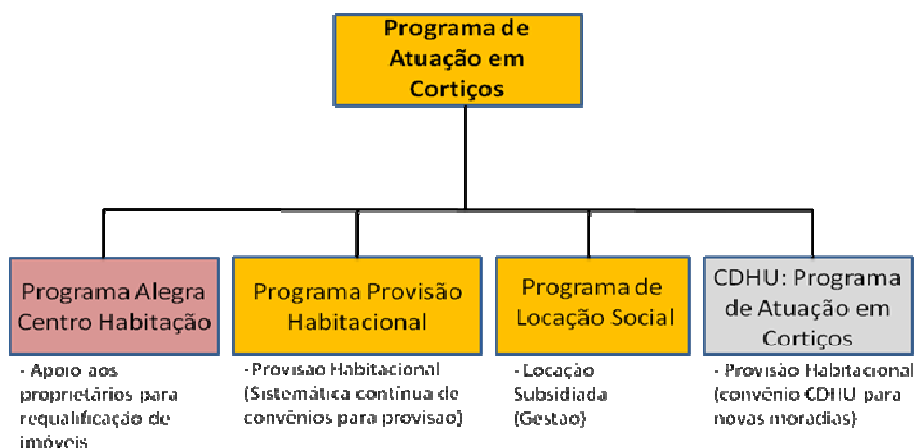 Programa de
Atuação em
Cortiços
Programa Alegra
Centro Habitação
Programa Provisão
Habitacional
Programa de
Locação Social
CDHU: Programa
de Atuação em
Cortiços
- Apoio aos
proprietários para
requalificação de
imóveis
- Provisão Habitacional
(Sistemática contínua de
convênios para provisao)
- Locação
Subsidiada
(Gestao)
- Provisão Habitacional
(convênio CDHU para
novas moradias)